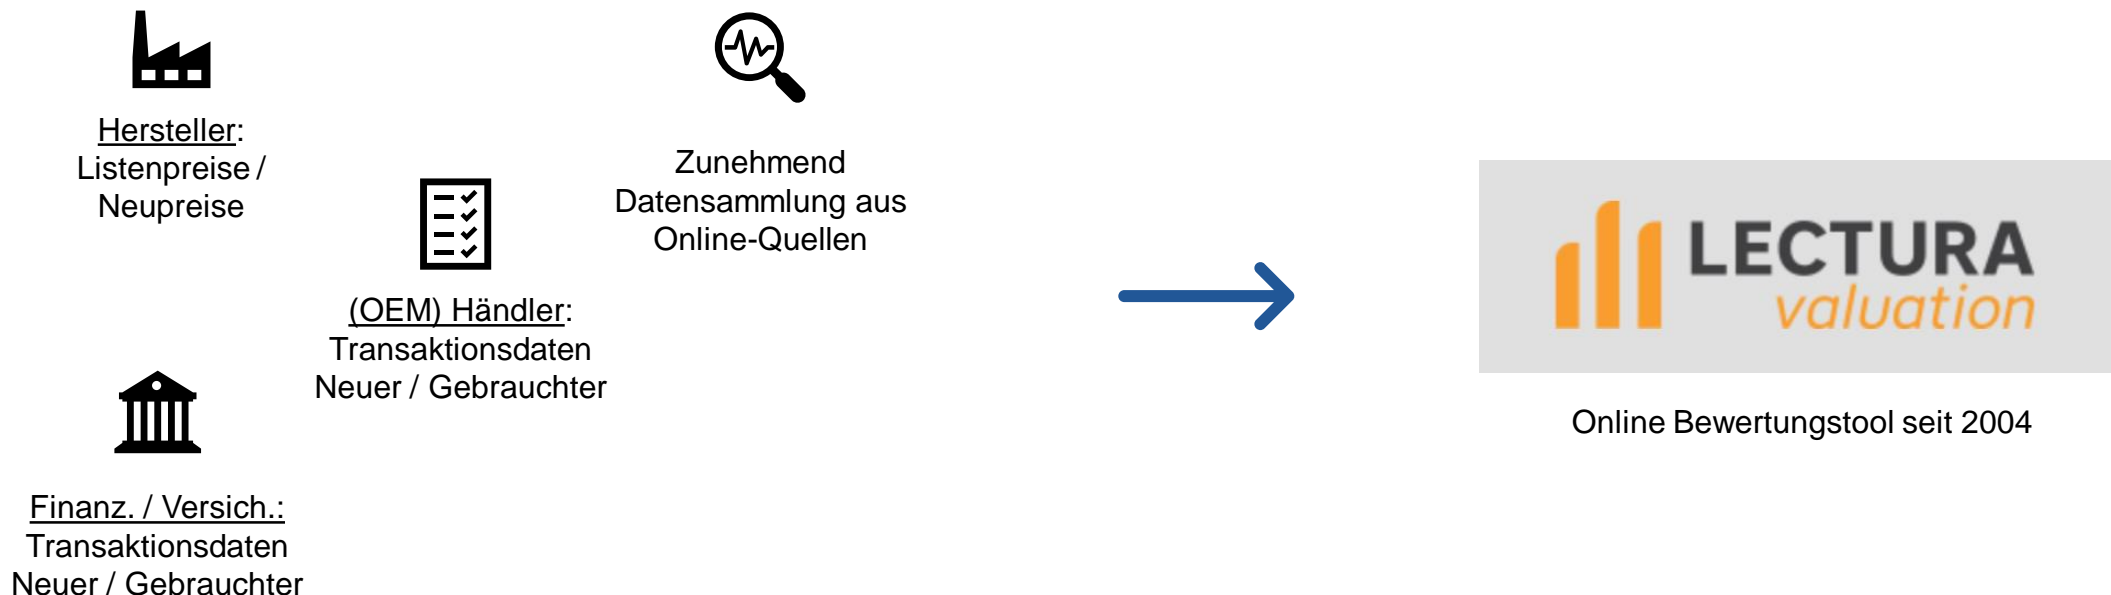 Hersteller:
Listenpreise /
Neupreise
Zunehmend
Datensammlung aus
Online-Quellen
(OEM) Händler:
Transaktionsdaten
Neuer / Gebrauchter
Finanz. / Versich.:
Transaktionsdaten
Neuer / Gebrauchter
LECTURA
valuation
Online Bewertungstool seit 2004